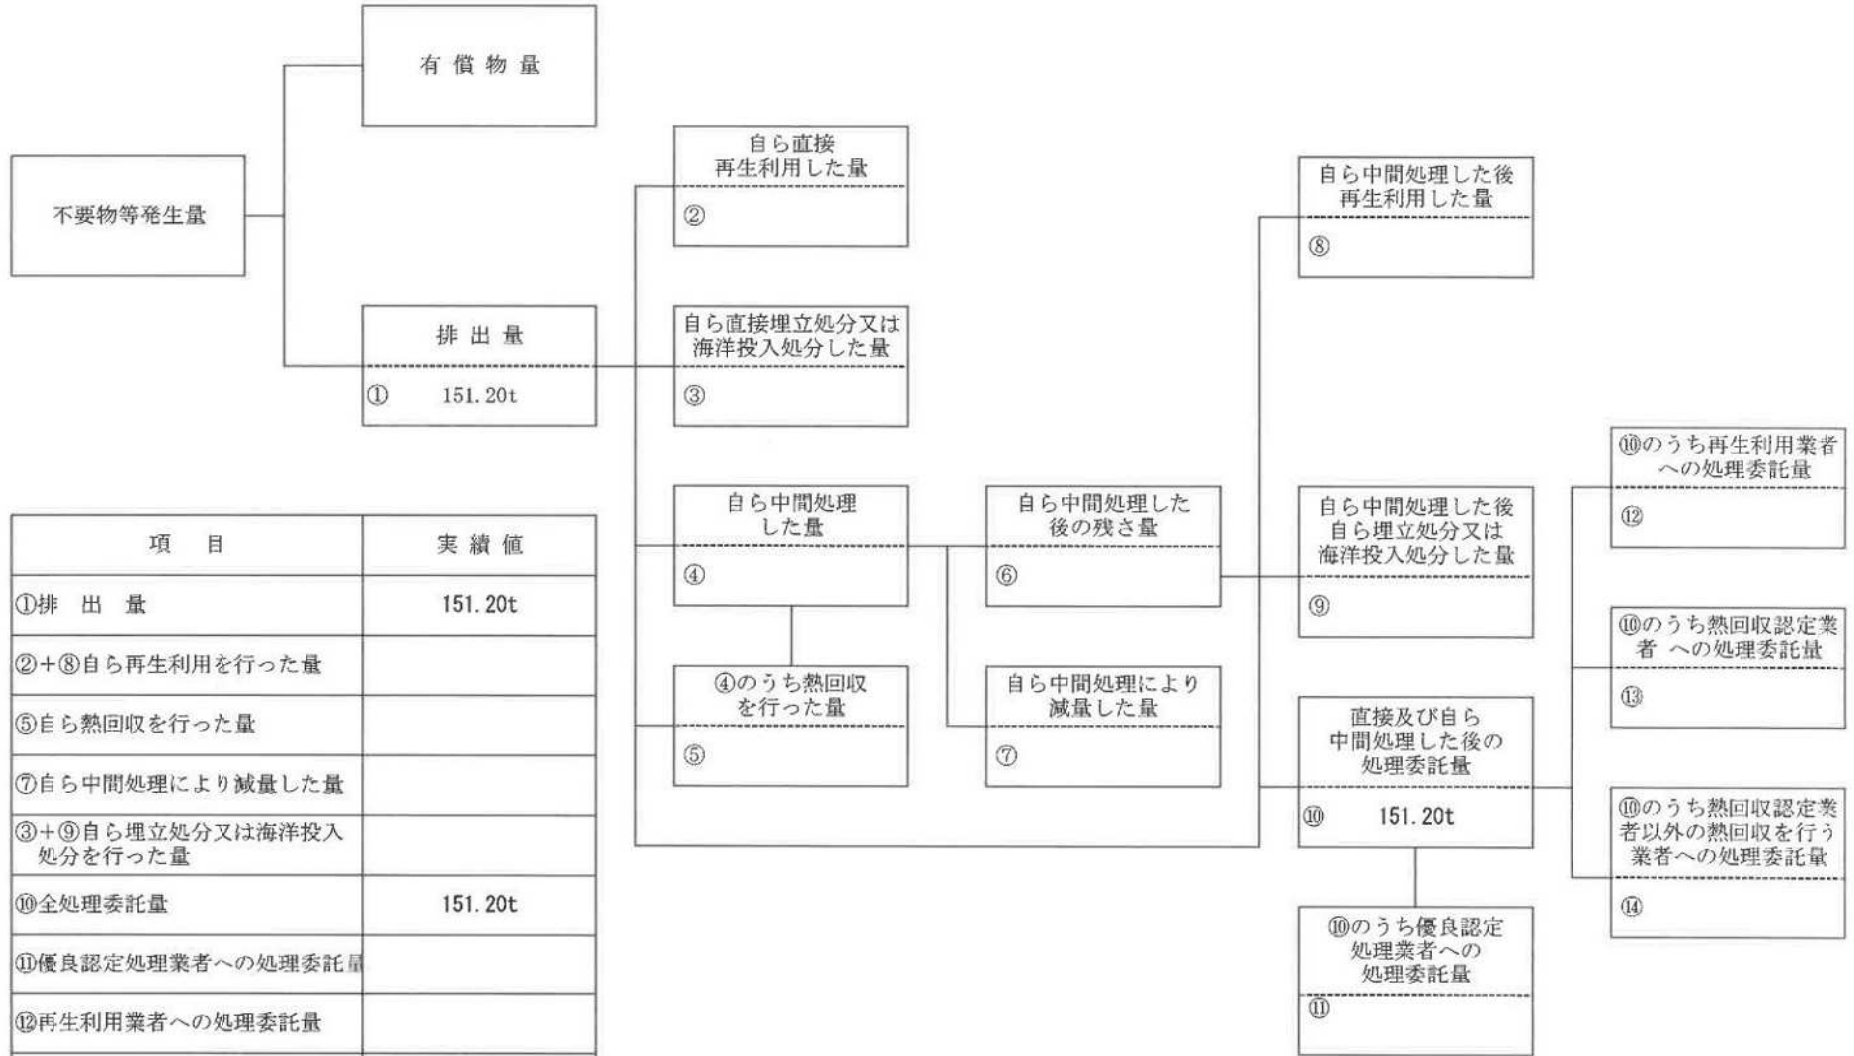 有償物量
不要物等発生量
排出量
① 151.20t
自ら直接
再生利用した量
②
自ら直接埋立処分又は
海洋投入処分した量
③
自ら中間処理
した量
④
④のうち熱回収
を行った量
⑤
自ら中間処理した
後の残さ量
⑥
自ら中間処理により
減量した量
⑦
自ら中間処理した後
再生利用した量
⑧
自ら中間処理した後
自ら埋立処分又は
海洋投入処分した量
⑨
直接及び自ら
中間処理した後の
処理委託量
⑩ 151.20t
⑩のうち優良認定
処理業者への
処理委託量
⑪
⑩のうち再生利用業者
への処理委託量
⑫
⑩のうち熱回収認定業
者 への処理委託量
⑬
⑩のうち熱回収認定業
者以外の熱回収を行う
業者への処理委託量
⑭
項 目 実績値
①排 出 量 151.20t
②+⑧自ら再生利用を行った量
⑤自ら熱回収を行った量
⑦自ら中間処理により減量した量
③+⑨自ら埋立処分又は海洋投入
処分を行った量
⑩全処理委託量 151.20t
⑪優良認定処理業者への処理委託量
⑫再生利用業者への処理委託量